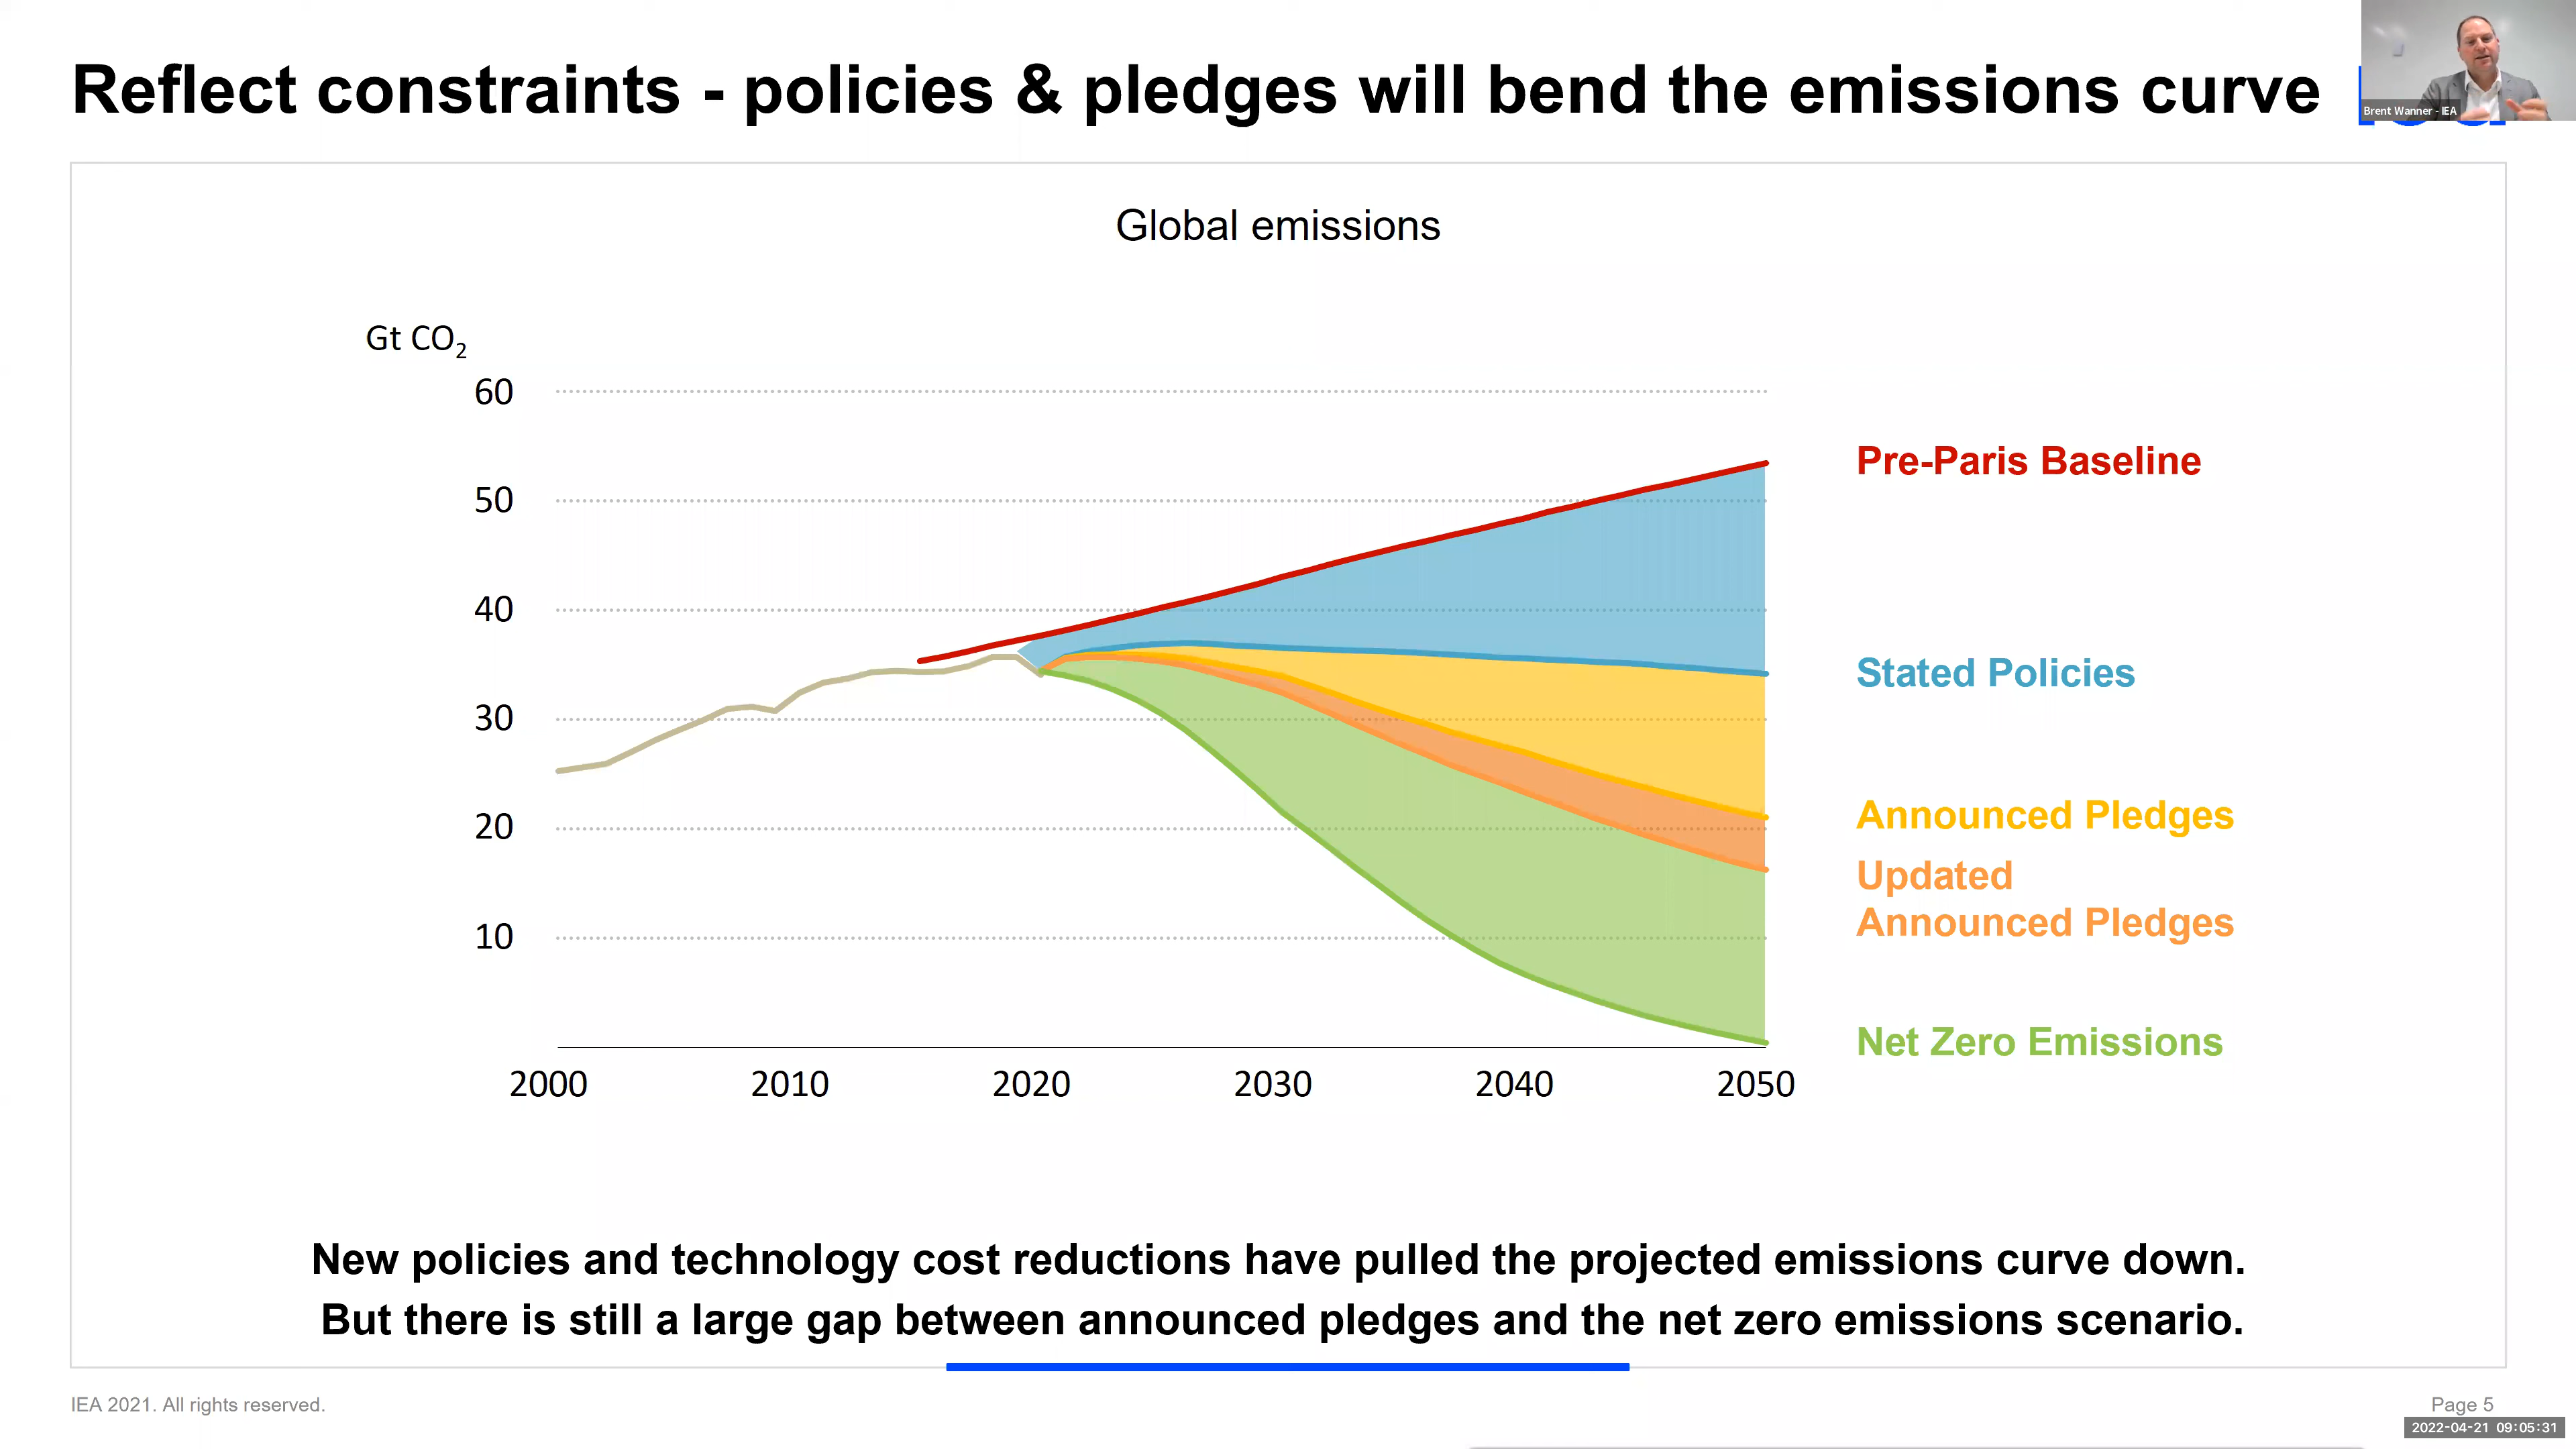 Reflect constraints - policies & pledges will bend the emissions curve
Brent Wanner - IEA
Global emissions
Gt CO2
60
50
40
30
20
10
2000 2010 2020 2030 2040 2050
Pre-Paris Baseline
Stated Policies
Announced Pledges
Updated
Announced Pledges
Net Zero Emissions
New policies and technology cost reductions have pulled the projected emissions curve down.
But there is still a large gap between announced pledges and the net zero emissions scenario.
IEA 2021. All rights reserved.
Page 5
2022-04-21 09:05:31